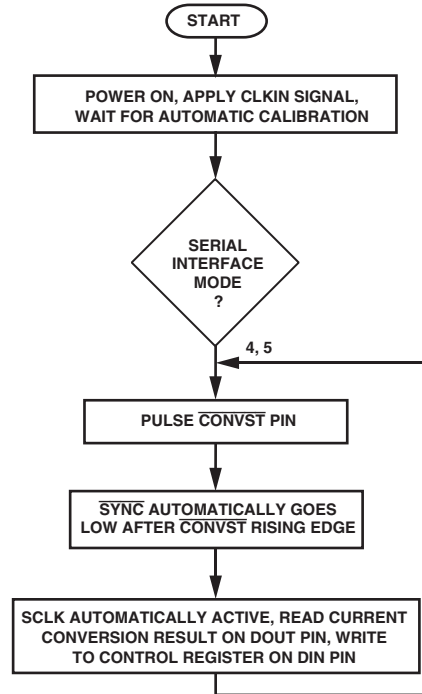 START
POWER ON, APPLY CLKIN SIGNAL,
WAIT FOR AUTOMATIC CALIBRATION
SERIAL
INTERFACE
MODE
?
4, 5
PULSE CONVST PIN
SYNC AUTOMATICALLY GOES
LOW AFTER CONVST RISING EDGE
SCLK AUTOMATICALLY ACTIVE, READ CURRENT
CONVERSION RESULT ON DOUT PIN, WRITE
TO CONTROL REGISTER ON DIN PIN